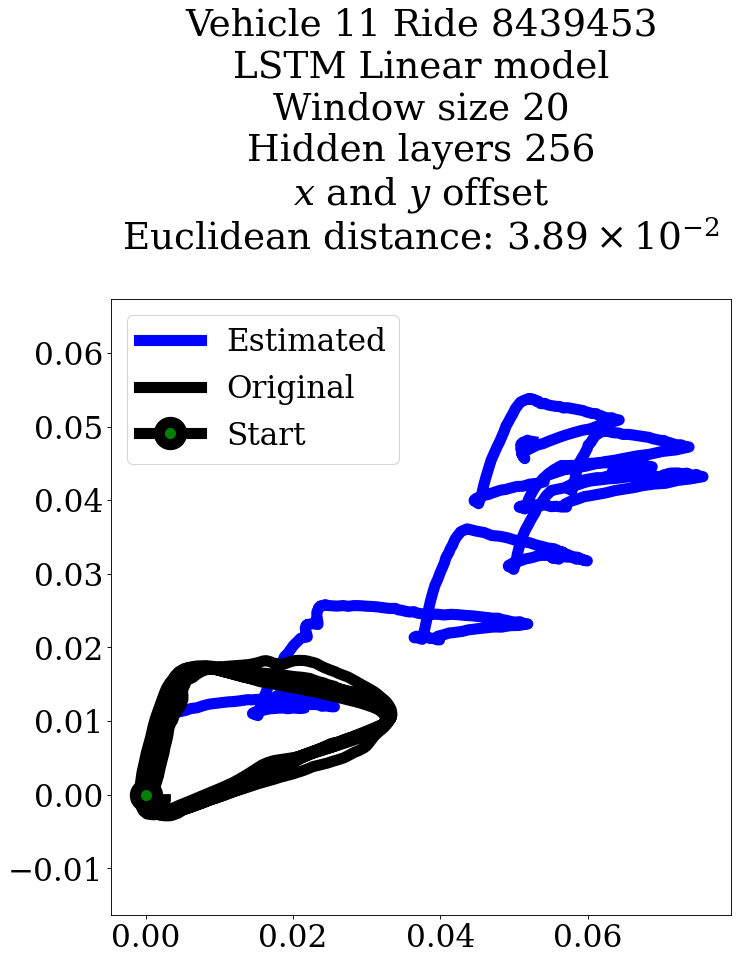 Vehicle 11 Ride 8439453
LSTM Linear model
Window size 20
Hidden layers 256
x and y offset
Euclidean distance: 3.89 × 10⁻²
Estimated
Original
Start
0.06
0.05
0.04
0.03
0.02
0.01
0.00
−0.01
0.00 0.02 0.04 0.06